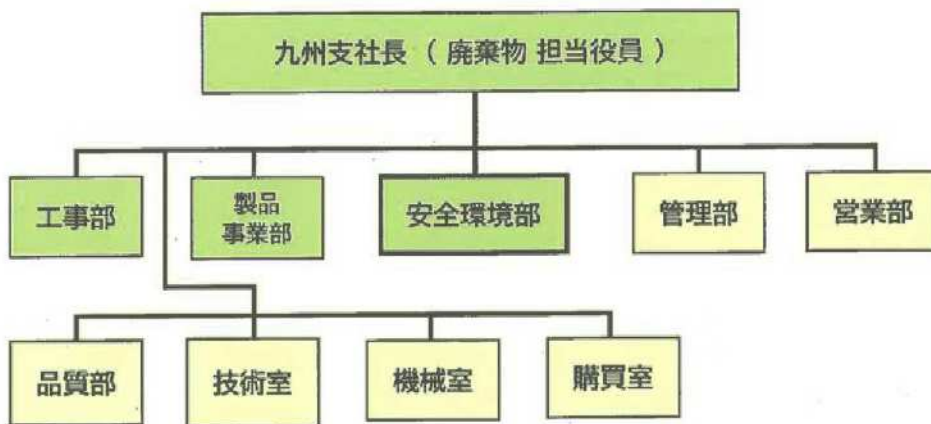 九州支社長 （ 廃棄物 担当役員 ）
工事部
製品
事業部
安全環境部
管理部
営業部
品質部
技術室
機械室
購買室